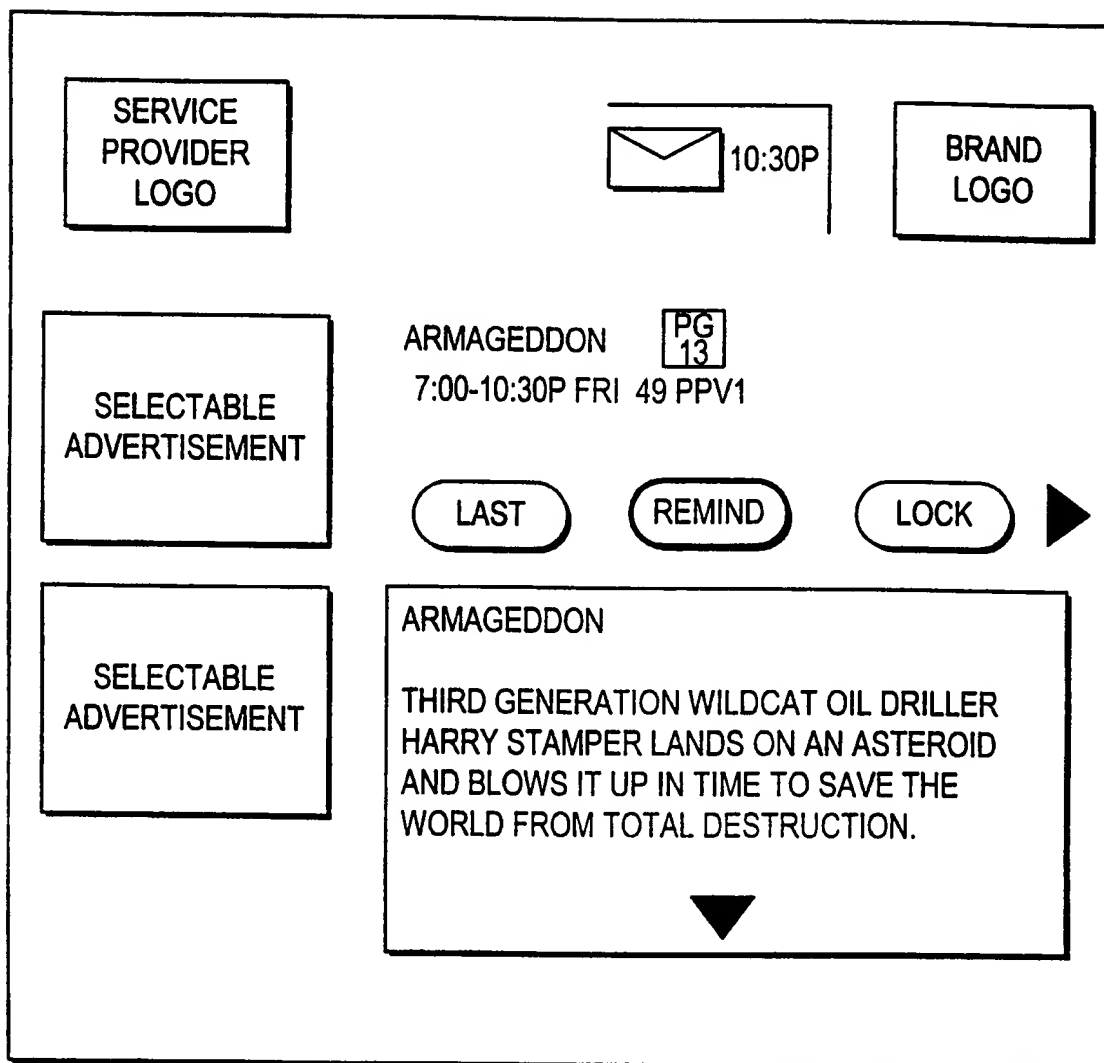 SERVICE
PROVIDER
LOGO
10:30P
BRAND
LOGO
SELECTABLE
ADVERTISEMENT
ARMAGEDDON PG
13
7:00-10:30P FRI 49 PPV1
LAST REMIND LOCK
SELECTABLE
ADVERTISEMENT
ARMAGEDDON
THIRD GENERATION WILDCAT OIL DRILLER
HARRY STAMPER LANDS ON AN ASTEROID
AND BLOWS IT UP IN TIME TO SAVE THE
WORLD FROM TOTAL DESTRUCTION.